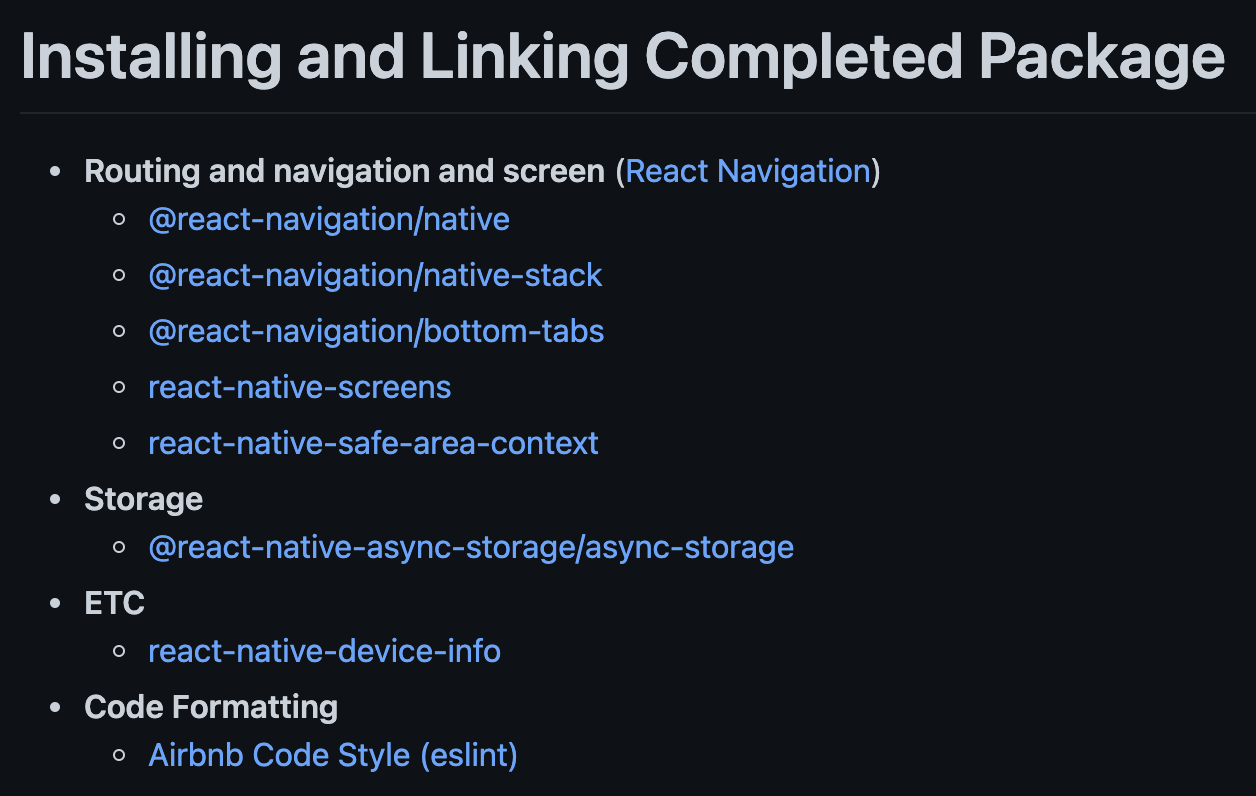 Installing and Linking Completed Package
Routing and navigation and screen (React Navigation)
@react-navigation/native
@react-navigation/native-stack
@react-navigation/bottom-tabs
react-native-screens
react-native-safe-area-context
Storage
@react-native-async-storage/async-storage
ETC
react-native-device-info
Code Formatting
Airbnb Code Style (eslint)